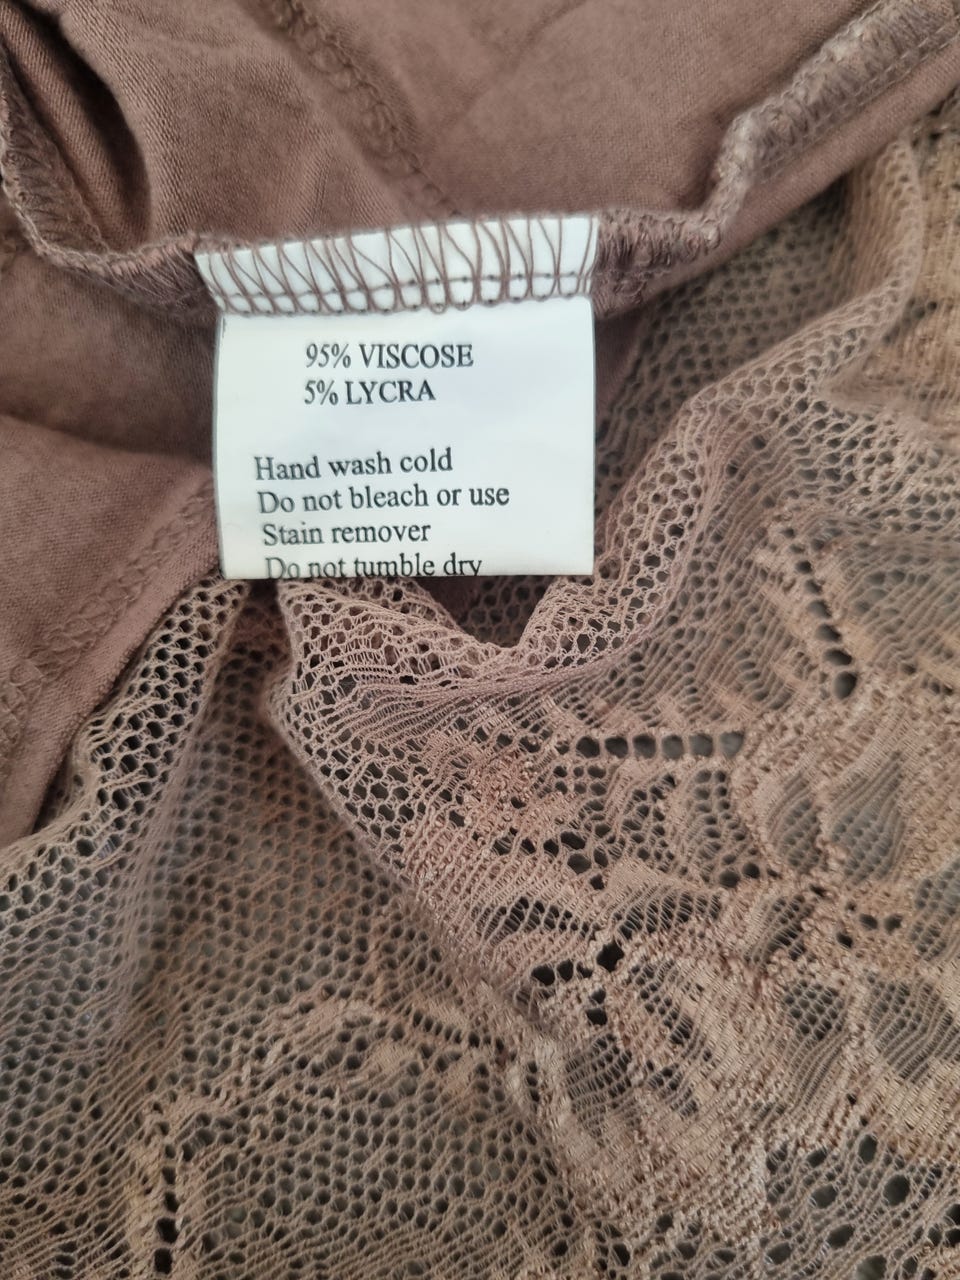 95% VISCOSE
5% LYCRA
Hand wash cold
Do not bleach or use
Stain remover
Do not tumble dry